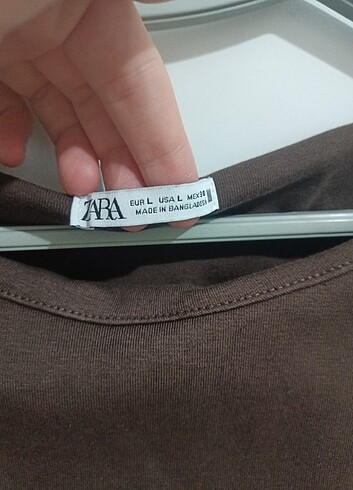 ZARA
EUR L USA L MEX 30
MADE IN BANGLADESH